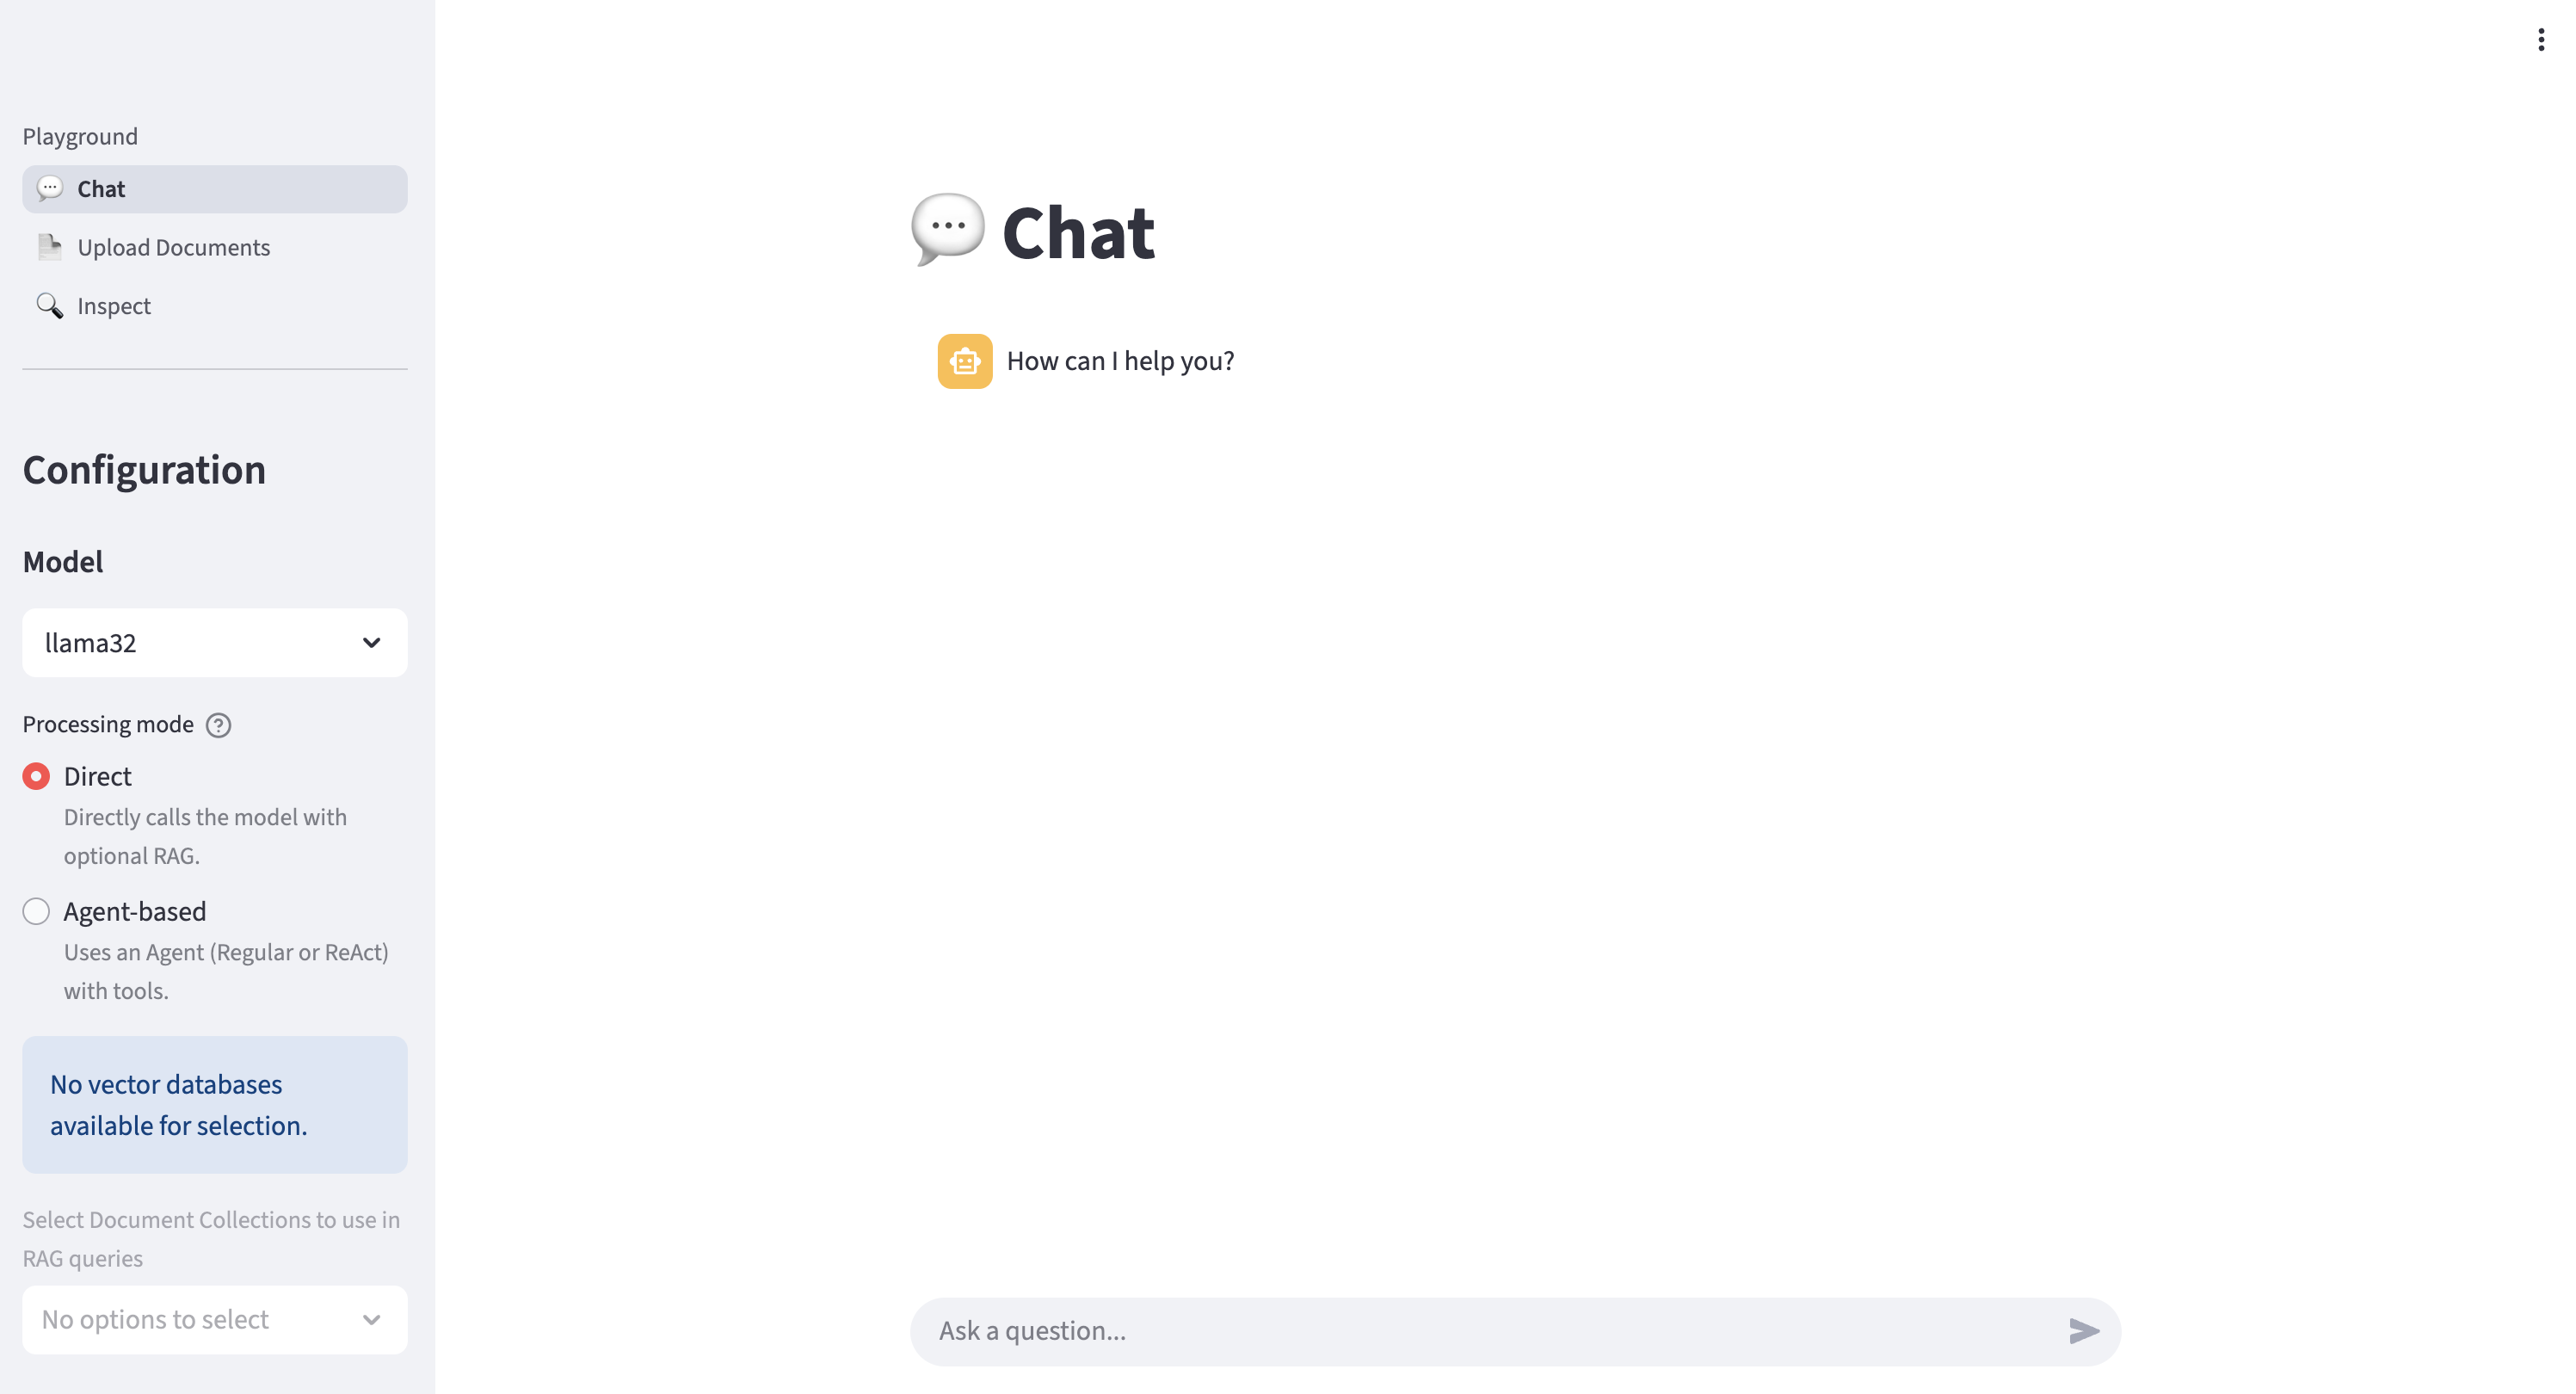 Playground
Chat
Upload Documents
Inspect
Configuration
Model
llama32
Processing mode
Direct
Directly calls the model with
optional RAG.
Agent-based
Uses an Agent (Regular or ReAct)
with tools.
No vector databases
available for selection.
Select Document Collections to use in
RAG queries
No options to select
Chat
How can I help you?
Ask a question...